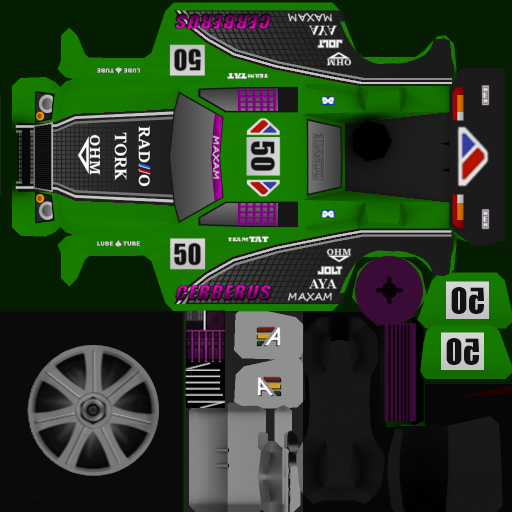 CERBERUS
MAXAM
AYA
JOLT
OHM
50
TEAM TAT
LUBE TUBE
RAD//O
TORK
OHM
MAXAM
50
LUBE TUBE
50
TEAM TAT
OHM
JOLT
AYA
MAXAM
CERBERUS
50
50
A
A